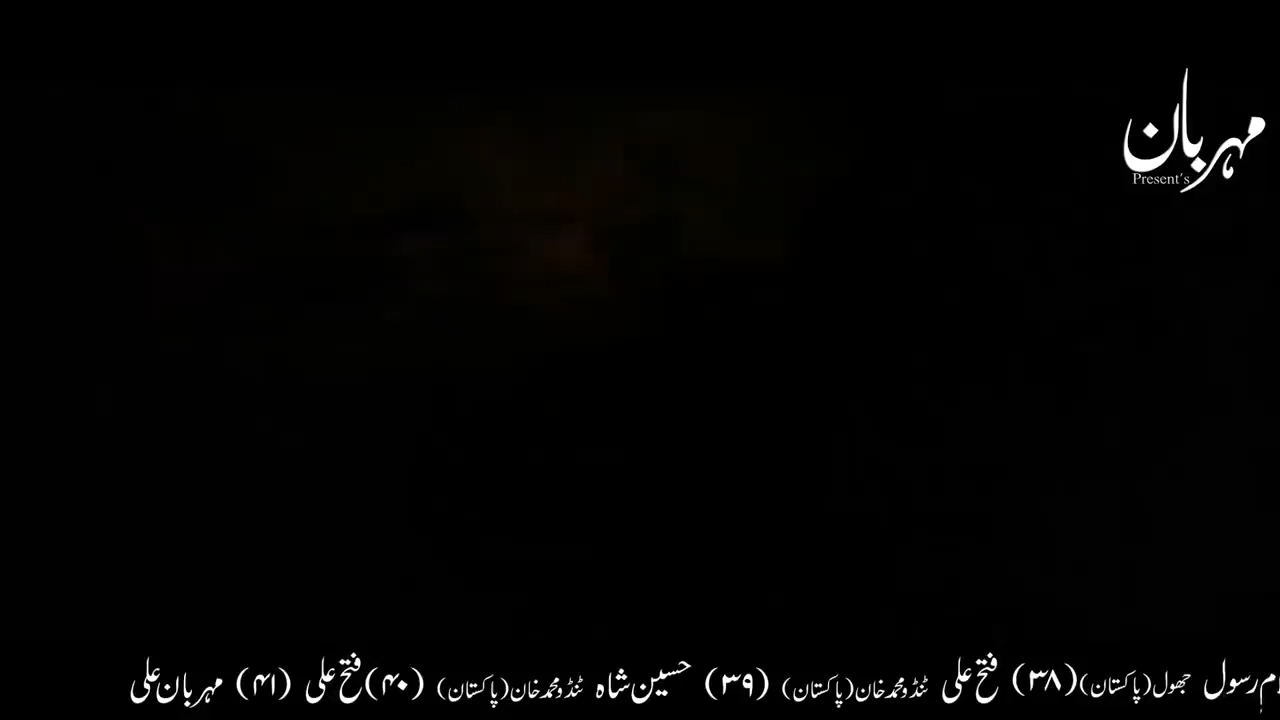 مہربان
Present's
رسول جھول(پاکستان)(۳۸) فتح علی ٹنڈو محمد خان(پاکستان) (۳۹) حسین شاہ ٹنڈو محمد خان(پاکستان) (۴۰) فتح علی (۴۱) مہربان علی